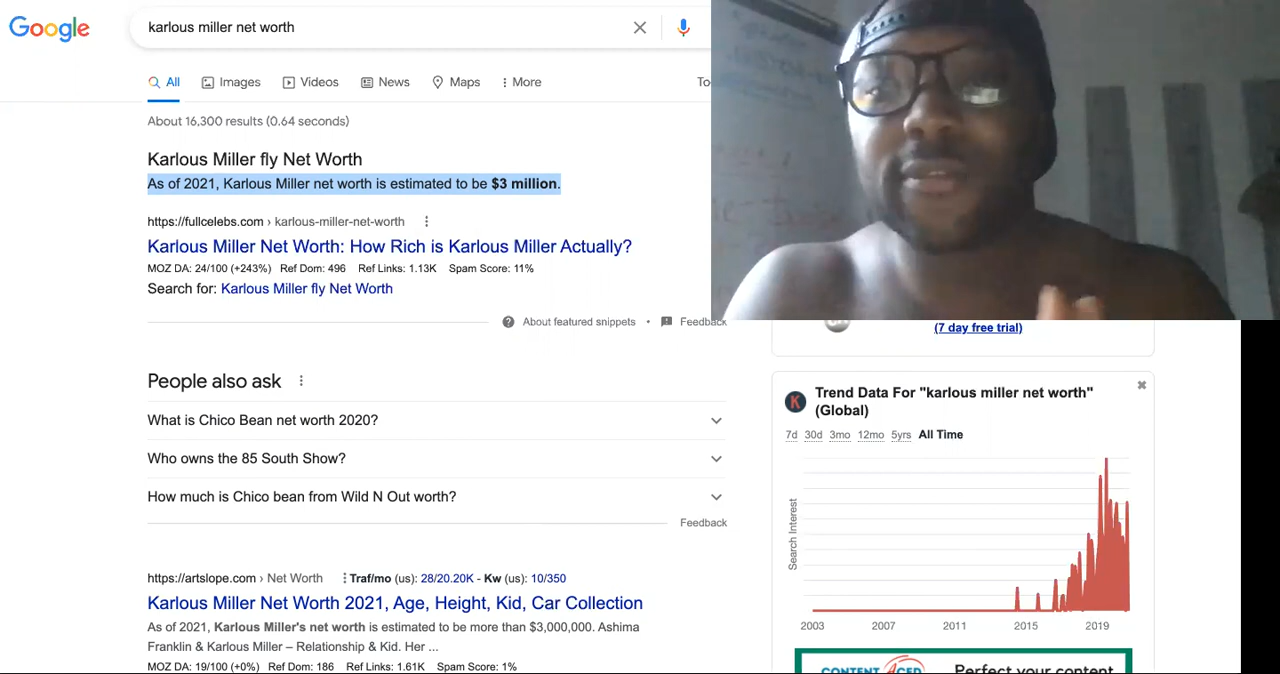 Google
karlous miller net worth
All
Images
Videos
News
Maps
More
To
About 16,300 results (0.64 seconds)
Karlous Miller fly Net Worth
As of 2021, Karlous Miller net worth is estimated to be $3 million.
https://fullcelebs.com › karlous-miller-net-worth
Karlous Miller Net Worth: How Rich is Karlous Miller Actually?
MOZ DA: 24/100 (+243%) Ref Dom: 496 Ref Links: 1.13K Spam Score: 11%
Search for: Karlous Miller fly Net Worth
About featured snippets • Feedback
(7 day free trial)
People also ask
What is Chico Bean net worth 2020?
Who owns the 85 South Show?
How much is Chico bean from Wild N Out worth?
Feedback
K
Trend Data For "karlous miller net worth"
(Global)
7d 30d 3mo 12mo 5yrs All Time
Search Interest
2003 2007 2011 2015 2019
https://artslope.com › Net Worth Traf/mo (us): 28/20.20K - Kw (us): 10/350
Karlous Miller Net Worth 2021, Age, Height, Kid, Car Collection
As of 2021, Karlous Miller's net worth is estimated to be more than $3,000,000. Ashima
Franklin & Karlous Miller – Relationship & Kid. Her ...
MOZ DA: 19/100 (+0%) Ref Dom: 186 Ref Links: 1.61K Spam Score: 1%
Perfect your content